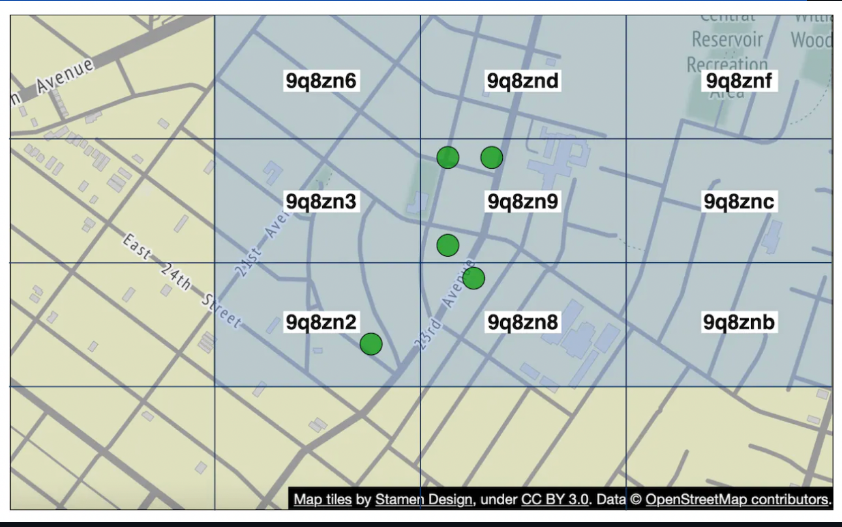 Central
Reservoir
Recreation
Area
Wood
n Avenue
9q8zn6
9q8znd
9q8znf
9q8zn3
9q8zn9
9q8znc
21st
East 24th Street
9q8zn2
9q8zn8
9q8znb
23rd Avenue
Map tiles by Stamen Design, under CC BY 3.0. Data © OpenStreetMap contributors.